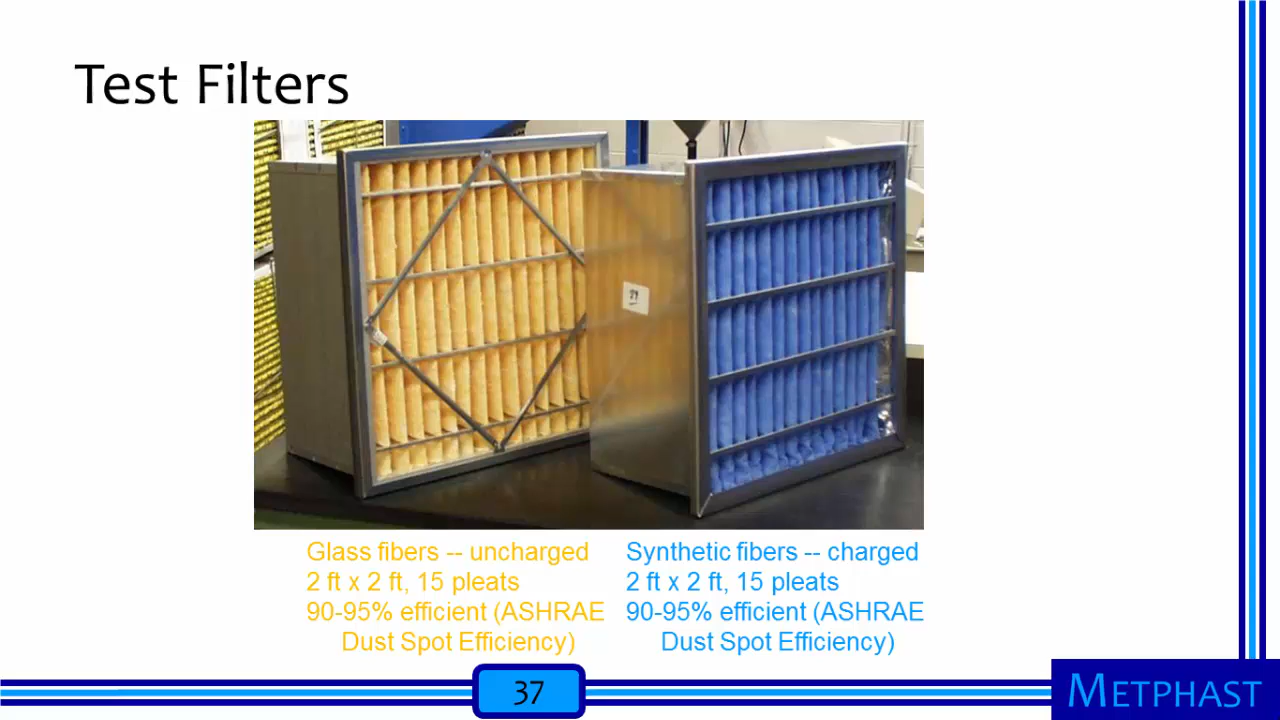 Test Filters
Glass fibers -- uncharged
2 ft x 2 ft, 15 pleats
90-95% efficient (ASHRAE
Dust Spot Efficiency)
Synthetic fibers -- charged
2 ft x 2 ft, 15 pleats
90-95% efficient (ASHRAE
Dust Spot Efficiency)
37
METPHAST